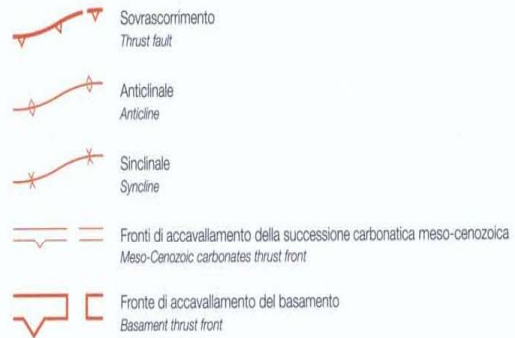 Sovrascorrimento
Thrust fault
Anticlinale
Anticline
Sinclinale
Syncline
Fronti di accavallamento della successione carbonatica meso-cenozoica
Meso-Cenozoic carbonates thrust front
Fronte di accavallamento del basamento
Basament thrust front